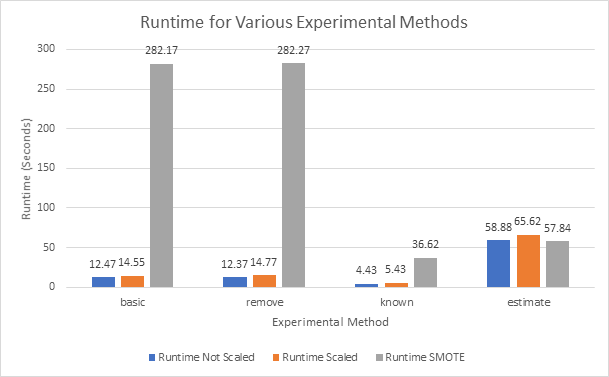 Runtime for Various Experimental Methods
300
250
200
150
100
50
0
Runtime (Seconds)
12.47 14.55 282.17
12.37 14.77 282.27
4.43 5.43 36.62
58.88 65.62 57.84
basic remove known estimate
Experimental Method
Runtime Not Scaled Runtime Scaled Runtime SMOTE